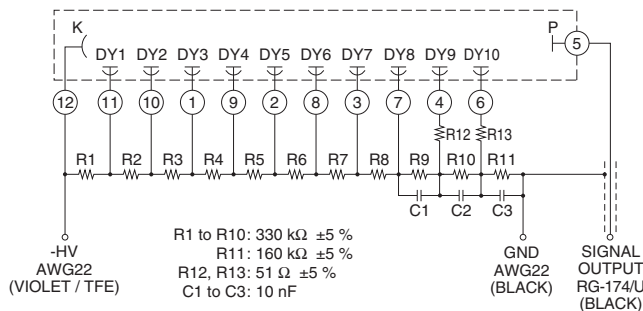 K
P
5
DY1 DY2 DY3 DY4 DY5 DY6 DY7 DY8 DY9 DY10
12 11 10 1 9 2 8 3 7 4 6
R12 R13
R1 R2 R3 R4 R5 R6 R7 R8 R9 R10 R11
C1 C2 C3
R1 to R10: 330 kΩ ±5 %
R11: 160 kΩ ±5 %
R12, R13: 51 Ω ±5 %
C1 to C3: 10 nF
-HV
AWG22
(VIOLET / TFE)
GND
AWG22
(BLACK)
SIGNAL
OUTPUT
RG-174/U
(BLACK)